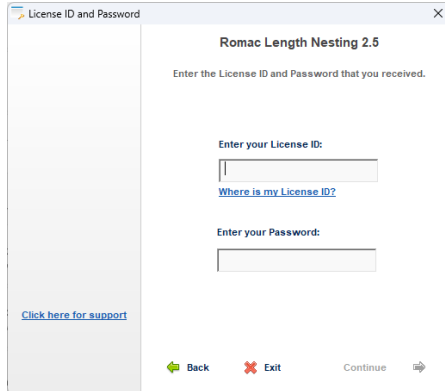 License ID and Password
Romac Length Nesting 2.5
Enter the License ID and Password that you received.
Enter your License ID:
Where is my License ID?
Enter your Password:
Click here for support
Back Exit Continue